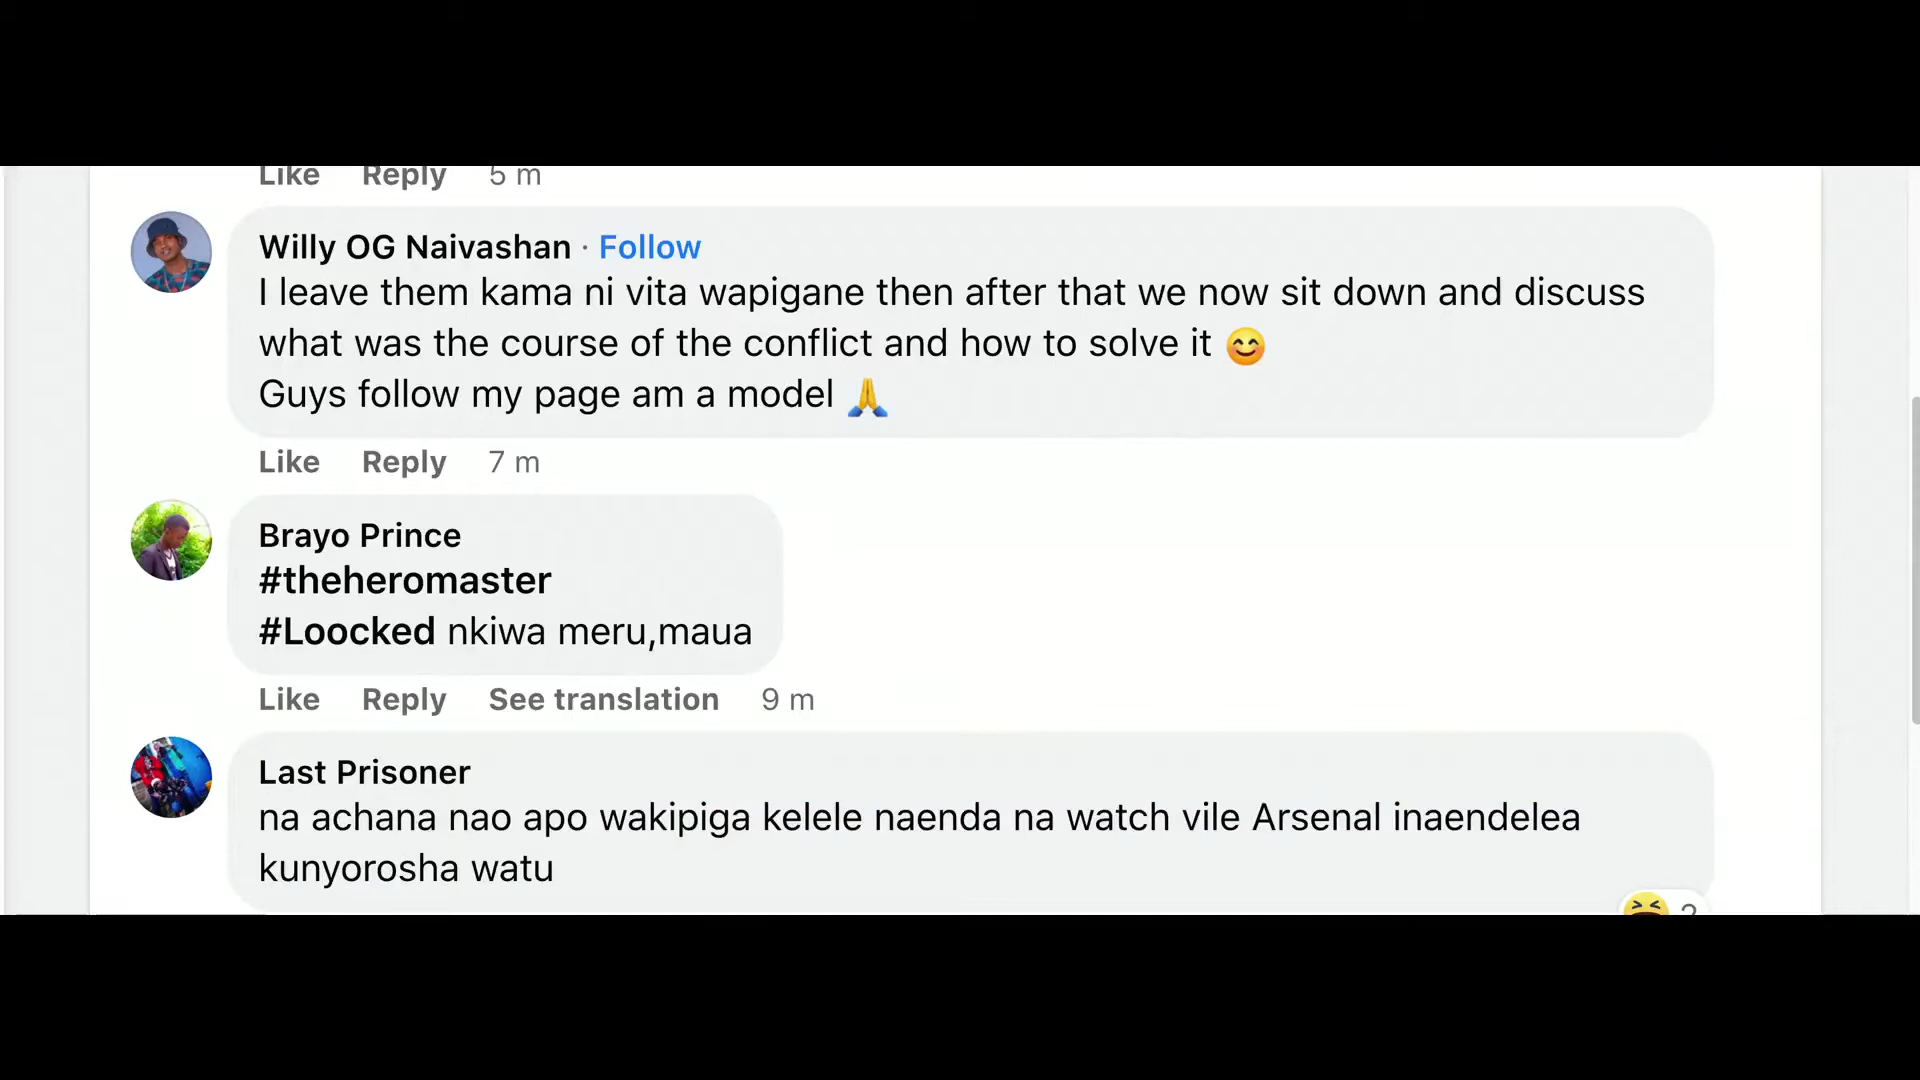 Like Reply 5 m
Willy OG Naivashan · Follow
I leave them kama ni vita wapigane then after that we now sit down and discuss
what was the course of the conflict and how to solve it 😊
Guys follow my page am a model 🙏
Like Reply 7 m
Brayo Prince
#theheromaster
#Loocked nkiwa meru,maua
Like Reply See translation 9 m
Last Prisoner
na achana nao apo wakipiga kelele naenda na watch vile Arsenal inaendelea
kunyorosha watu